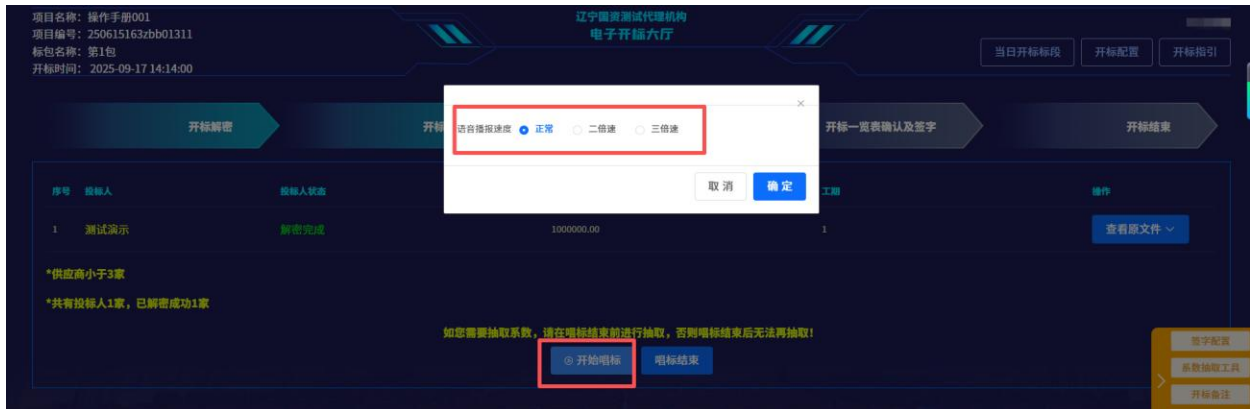 项目名称：操作手册001
项目编号：250615163zbb01311
标包名称：第1包
开标时间：2025-09-17 14:14:00
辽宁国资测试代理机构
电子开标大厅
当日开标标段 开标配置 开标指引
开标解密 开标 开标一览表确认及签字 开标结束
语音播报速度 正常 二倍速 三倍速
取消 确定
序号 投标人 投标人状态 工期 操作
1 测试演示 解密完成 1000000.00 1 查看原文件
*供应商小于3家
*共有投标人1家，已解密成功1家
如您需要抽取系数，请在唱标结束前进行抽取，否则唱标结束后无法再抽取！
开始唱标 唱标结束
签字配置
系数抽取工具
开标备注